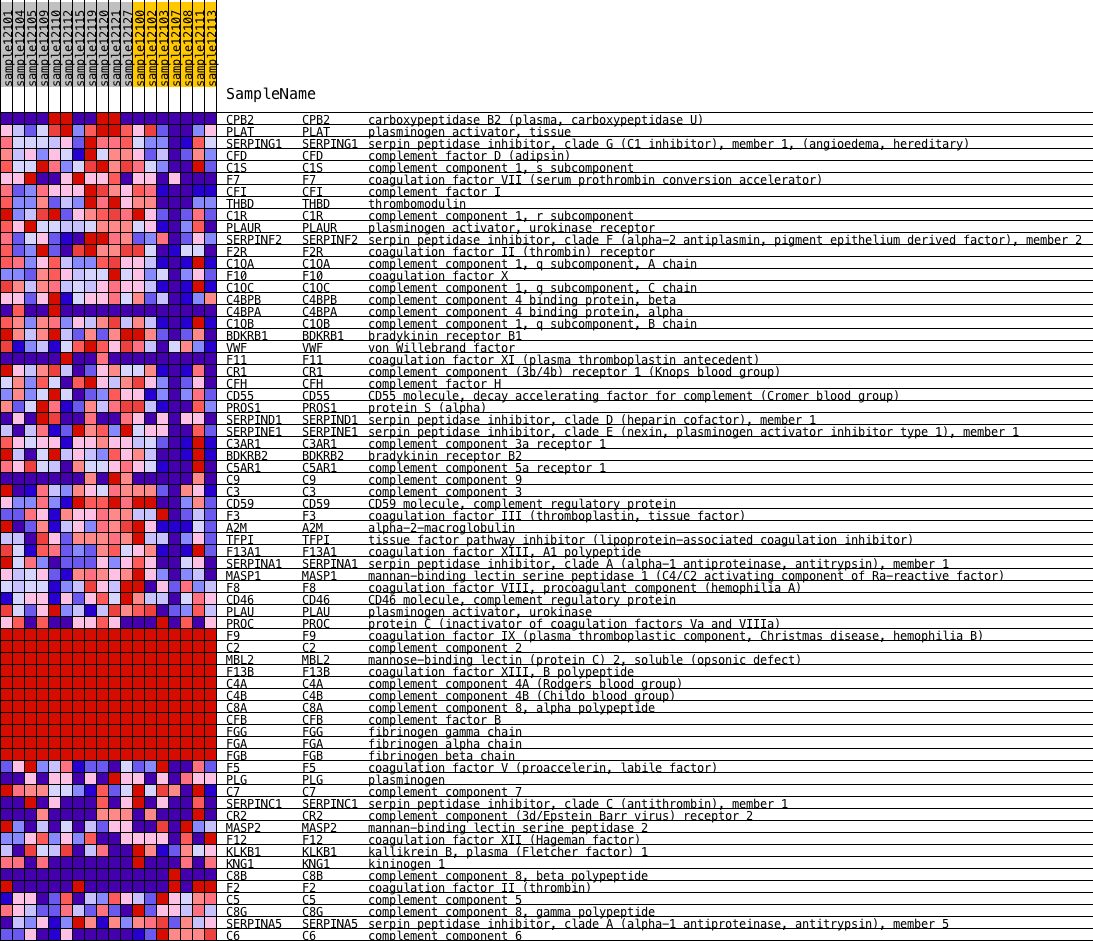 sample12101
sample12104
sample12105
sample12109
sample12110
sample12112
sample12115
sample12119
sample12120
sample12121
sample12127
sample12100
sample12102
sample12103
sample12107
sample12108
sample12111
sample12113
SampleName
CPB2 CPB2 carboxypeptidase B2 (plasma, carboxypeptidase U)
PLAT PLAT plasminogen activator, tissue
SERPING1 SERPING1 serpin peptidase inhibitor, clade G (C1 inhibitor), member 1, (angioedema, hereditary)
CFD CFD complement factor D (adipsin)
C1S C1S complement component 1, s subcomponent
F7 F7 coagulation factor VII (serum prothrombin conversion accelerator)
CFI CFI complement factor I
THBD THBD thrombomodulin
C1R C1R complement component 1, r subcomponent
PLAUR PLAUR plasminogen activator, urokinase receptor
SERPINF2 SERPINF2 serpin peptidase inhibitor, clade F (alpha-2 antiplasmin, pigment epithelium derived factor), member 2
F2R F2R coagulation factor II (thrombin) receptor
C1QA C1QA complement component 1, q subcomponent, A chain
F10 F10 coagulation factor X
C1QC C1QC complement component 1, q subcomponent, C chain
C4BPB C4BPB complement component 4 binding protein, beta
C4BPA C4BPA complement component 4 binding protein, alpha
C1QB C1QB complement component 1, q subcomponent, B chain
BDKRB1 BDKRB1 bradykinin receptor B1
VWF VWF von Willebrand factor
F11 F11 coagulation factor XI (plasma thromboplastin antecedent)
CR1 CR1 complement component (3b/4b) receptor 1 (Knops blood group)
CFH CFH complement factor H
CD55 CD55 CD55 molecule, decay accelerating factor for complement (Cromer blood group)
PROS1 PROS1 protein S (alpha)
SERPIND1 SERPIND1 serpin peptidase inhibitor, clade D (heparin cofactor), member 1
SERPINE1 SERPINE1 serpin peptidase inhibitor, clade E (nexin, plasminogen activator inhibitor type 1), member 1
C3AR1 C3AR1 complement component 3a receptor 1
BDKRB2 BDKRB2 bradykinin receptor B2
C5AR1 C5AR1 complement component 5a receptor 1
C9 C9 complement component 9
C3 C3 complement component 3
CD59 CD59 CD59 molecule, complement regulatory protein
F3 F3 coagulation factor III (thromboplastin, tissue factor)
A2M A2M alpha-2-macroglobulin
TFPI TFPI tissue factor pathway inhibitor (lipoprotein-associated coagulation inhibitor)
F13A1 F13A1 coagulation factor XIII, A1 polypeptide
SERPINA1 SERPINA1 serpin peptidase inhibitor, clade A (alpha-1 antiproteinase, antitrypsin), member 1
MASP1 MASP1 mannan-binding lectin serine peptidase 1 (C4/C2 activating component of Ra-reactive factor)
F8 F8 coagulation factor VIII, procoagulant component (hemophilia A)
CD46 CD46 CD46 molecule, complement regulatory protein
PLAU PLAU plasminogen activator, urokinase
PROC PROC protein C (inactivator of coagulation factors Va and VIIIa)
F9 F9 coagulation factor IX (plasma thromboplastic component, Christmas disease, hemophilia B)
C2 C2 complement component 2
MBL2 MBL2 mannose-binding lectin (protein C) 2, soluble (opsonic defect)
F13B F13B coagulation factor XIII, B polypeptide
C4A C4A complement component 4A (Rodgers blood group)
C4B C4B complement component 4B (Childo blood group)
C8A C8A complement component 8, alpha polypeptide
CFB CFB complement factor B
FGG FGG fibrinogen gamma chain
FGA FGA fibrinogen alpha chain
FGB FGB fibrinogen beta chain
F5 F5 coagulation factor V (proaccelerin, labile factor)
PLG PLG plasminogen
C7 C7 complement component 7
SERPINC1 SERPINC1 serpin peptidase inhibitor, clade C (antithrombin), member 1
CR2 CR2 complement component (3d/Epstein Barr virus) receptor 2
MASP2 MASP2 mannan-binding lectin serine peptidase 2
F12 F12 coagulation factor XII (Hageman factor)
KLKB1 KLKB1 kallikrein B, plasma (Fletcher factor) 1
KNG1 KNG1 kininogen 1
C8B C8B complement component 8, beta polypeptide
F2 F2 coagulation factor II (thrombin)
C5 C5 complement component 5
C8G C8G complement component 8, gamma polypeptide
SERPINA5 SERPINA5 serpin peptidase inhibitor, clade A (alpha-1 antiproteinase, antitrypsin), member 5
C6 C6 complement component 6